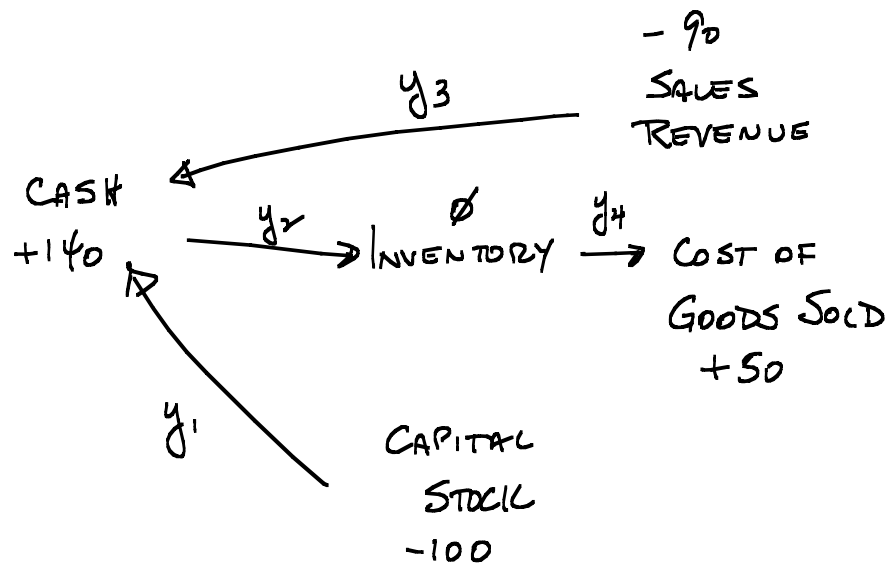 - 90
SALES
REVENUE
y3
CASH
+140
y2
Ø
INVENTORY
y4
COST OF
GOODS SOLD
+50
y1
CAPITAL
STOCK
-100